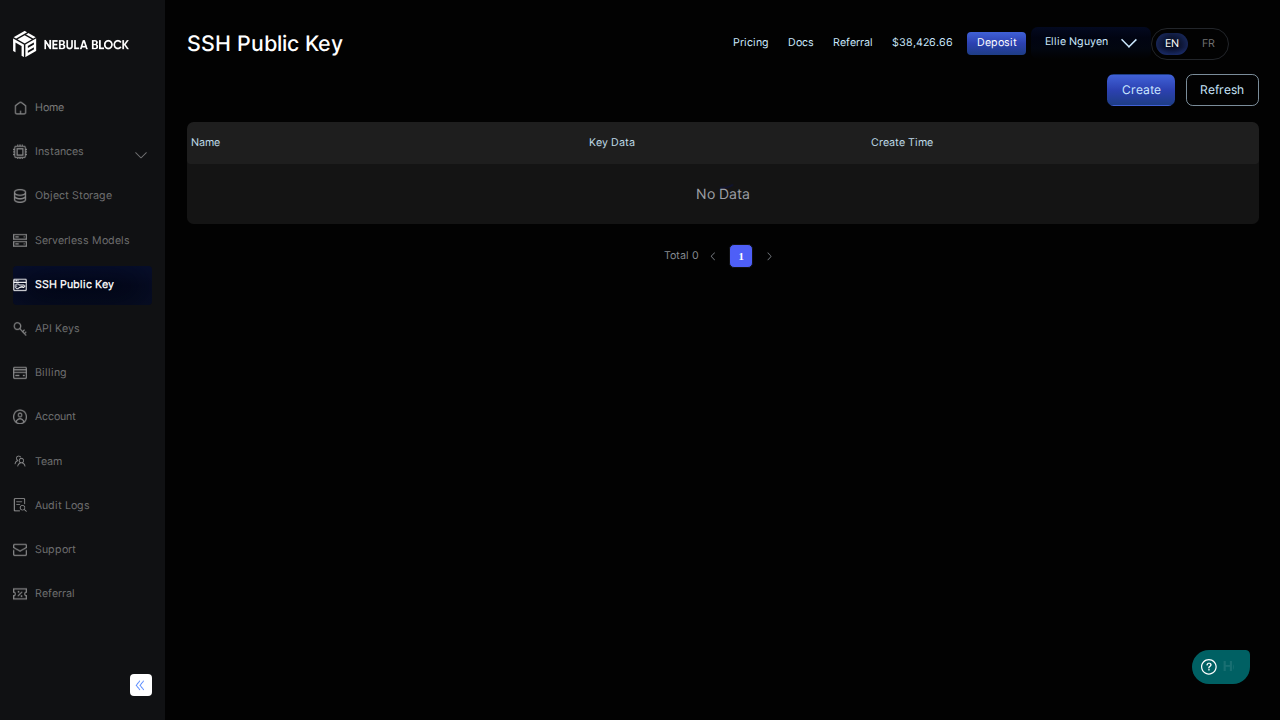 NEBULA BLOCK
Home
Instances
Object Storage
Serverless Models
SSH Public Key
API Keys
Billing
Account
Team
Audit Logs
Support
Referral
SSH Public Key
Pricing Docs Referral $38,426.66 Deposit Ellie Nguyen EN FR
Create Refresh
Name Key Data Create Time
No Data
Total 0 1
H